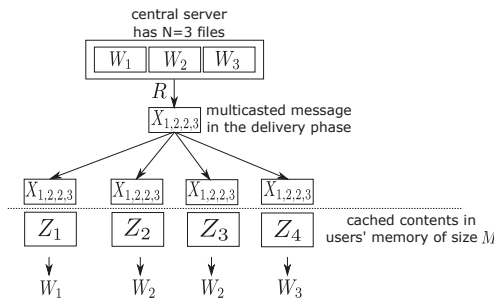 central server
has N=3 files
W₁ W₂ W₃
R
X₁,₂,₂,₃ multicasted message
in the delivery phase
X₁,₂,₂,₃ X₁,₂,₂,₃ X₁,₂,₂,₃ X₁,₂,₂,₃
Z₁ Z₂ Z₃ Z₄ cached contents in
users' memory of size M
W₁ W₂ W₂ W₃